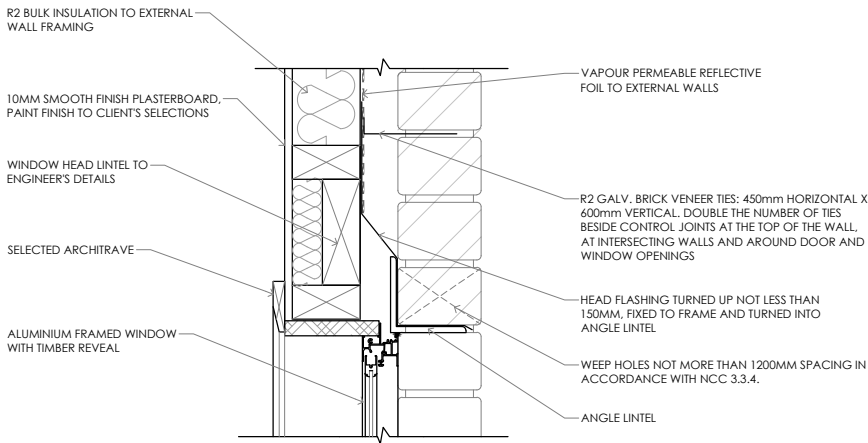 R2 BULK INSULATION TO EXTERNAL
WALL FRAMING
10MM SMOOTH FINISH PLASTERBOARD,
PAINT FINISH TO CLIENT'S SELECTIONS
WINDOW HEAD LINTEL TO
ENGINEER'S DETAILS
SELECTED ARCHITRAVE
ALUMINIUM FRAMED WINDOW
WITH TIMBER REVEAL
VAPOUR PERMEABLE REFLECTIVE
FOIL TO EXTERNAL WALLS
R2 GALV. BRICK VENEER TIES: 450mm HORIZONTAL X
600mm VERTICAL. DOUBLE THE NUMBER OF TIES
BESIDE CONTROL JOINTS AT THE TOP OF THE WALL,
AT INTERSECTING WALLS AND AROUND DOOR AND
WINDOW OPENINGS
HEAD FLASHING TURNED UP NOT LESS THAN
150MM, FIXED TO FRAME AND TURNED INTO
ANGLE LINTEL
WEEP HOLES NOT MORE THAN 1200MM SPACING IN
ACCORDANCE WITH NCC 3.3.4.
ANGLE LINTEL